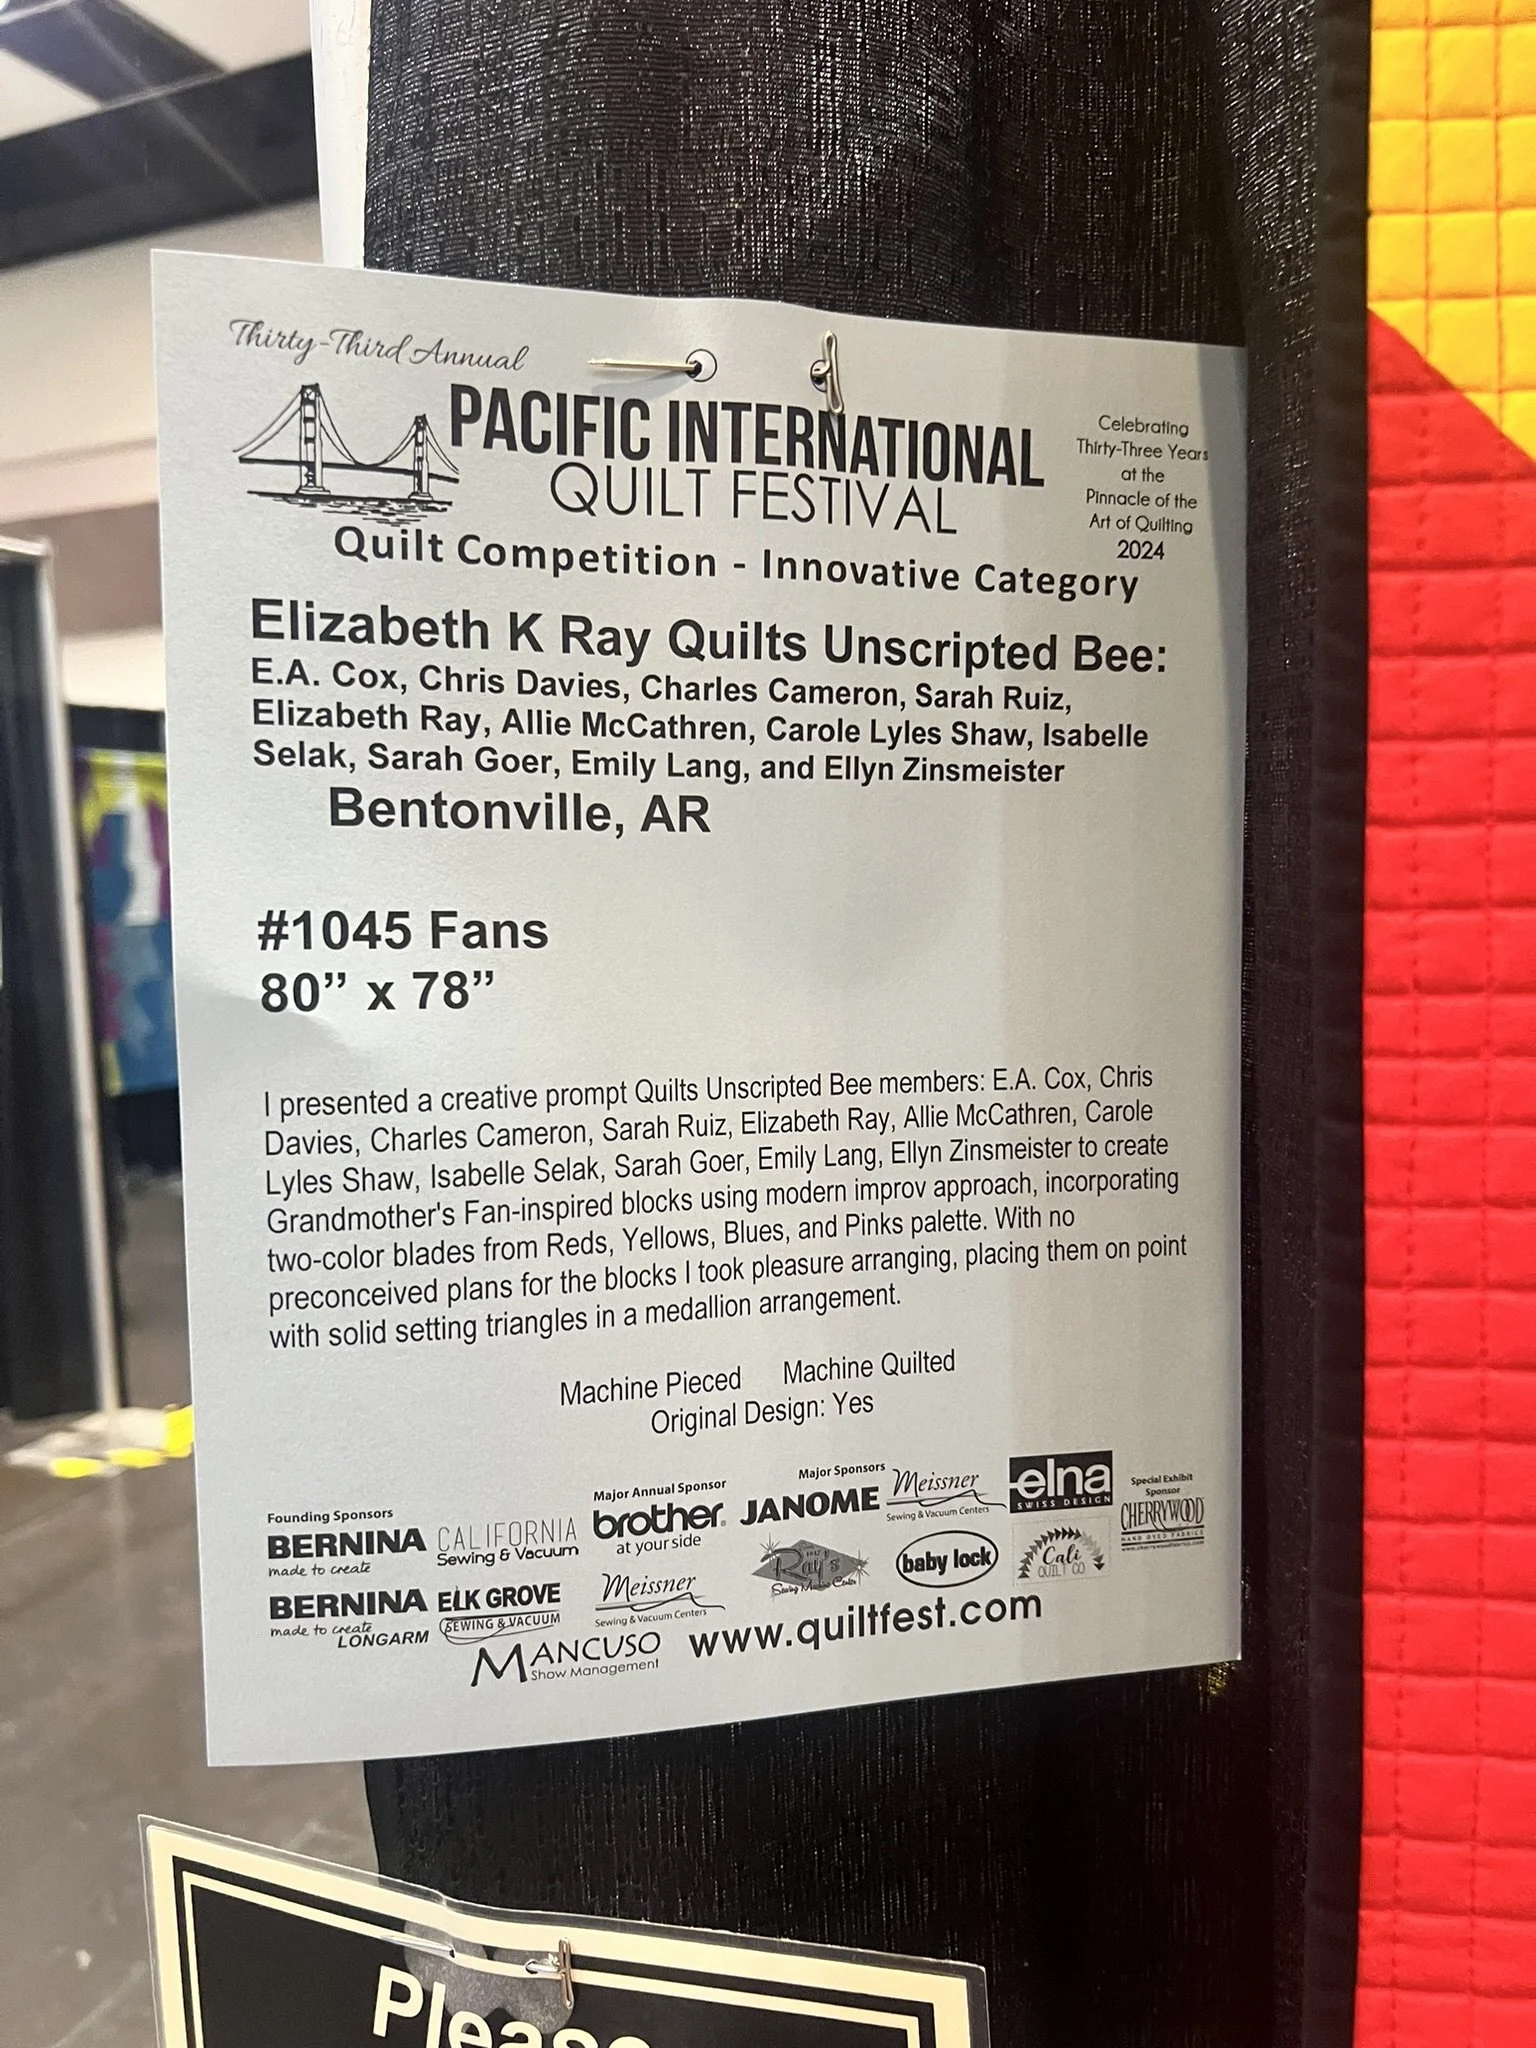 Thirty-Third Annual
PACIFIC INTERNATIONAL
QUILT FESTIVAL
Celebrating
Thirty-Three Years
at the
Pinnacle of the
Art of Quilting
2024
Quilt Competition - Innovative Category
Elizabeth K Ray Quilts Unscripted Bee:
E.A. Cox, Chris Davies, Charles Cameron, Sarah Ruiz,
Elizabeth Ray, Allie McCathren, Carole Lyles Shaw, Isabelle
Selak, Sarah Goer, Emily Lang, and Ellyn Zinsmeister
Bentonville, AR
#1045 Fans
80” x 78”
I presented a creative prompt Quilts Unscripted Bee members: E.A. Cox, Chris
Davies, Charles Cameron, Sarah Ruiz, Elizabeth Ray, Allie McCathren, Carole
Lyles Shaw, Isabelle Selak, Sarah Goer, Emily Lang, Ellyn Zinsmeister to create
Grandmother's Fan-inspired blocks using modern improv approach, incorporating
two-color blades from Reds, Yellows, Blues, and Pinks palette. With no
preconceived plans for the blocks I took pleasure arranging, placing them on point
with solid setting triangles in a medallion arrangement.
Machine Pieced Machine Quilted
Original Design: Yes
Founding Sponsors
BERNINA
made to create
CALIFORNIA
Sewing & Vacuum
BERNINA
made to create
LONGARM
ELK GROVE
SEWING & VACUUM
Major Annual Sponsor
brother
at your side
Meissner
Sewing & Vacuum Centers
Major Sponsors
JANOME
Meissner
Sewing & Vacuum Centers
elna
SWISS DESIGN
Ray's
Sewing Machine Center
baby lock
Cali
QUILT CO
Special Exhibit
Sponsor
CHERRYWOOD
HAND DYED FABRICS
www.cherrywoodfabrics.com
MANCUSO
Show Management
www.quiltfest.com